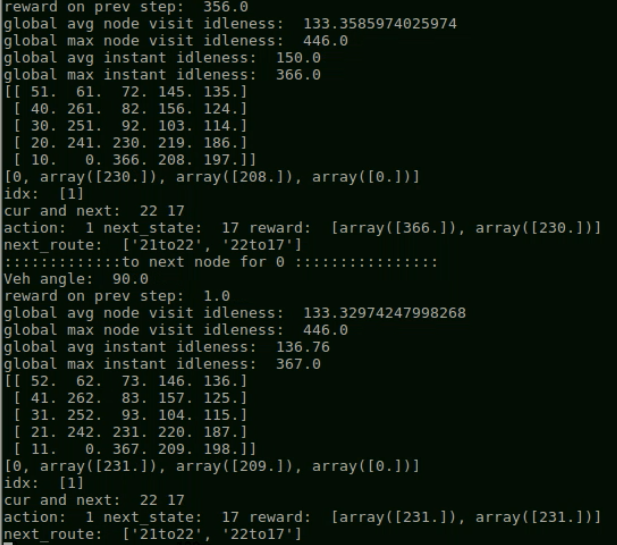 reward on prev step:  356.0
global avg node visit idleness:  133.3585974025974
global max node visit idleness:  446.0
global avg instant idleness:  150.0
global max instant idleness:  366.0
[[ 51.  61.  72. 145. 135.]
 [ 40. 261.  82. 156. 124.]
 [ 30. 251.  92. 103. 114.]
 [ 20. 241. 230. 219. 186.]
 [ 10.   0. 366. 208. 197.]]
[0, array([230.]), array([208.]), array([0.])]
idx:  [1]
cur and next:  22 17
action:  1 next_state:  17 reward:  [array([366.]), array([230.])]
next_route:  ['21to22', '22to17']
:::::::::::::to next node for 0 ::::::::::::::::
Veh angle:  90.0
reward on prev step:  1.0
global avg node visit idleness:  133.32974247998268
global max node visit idleness:  446.0
global avg instant idleness:  136.76
global max instant idleness:  367.0
[[ 52.  62.  73. 146. 136.]
 [ 41. 262.  83. 157. 125.]
 [ 31. 252.  93. 104. 115.]
 [ 21. 242. 231. 220. 187.]
 [ 11.   0. 367. 209. 198.]]
[0, array([231.]), array([209.]), array([0.])]
idx:  [1]
cur and next:  22 17
action:  1 next_state:  17 reward:  [array([231.]), array([231.])]
next_route:  ['21to22', '22to17']